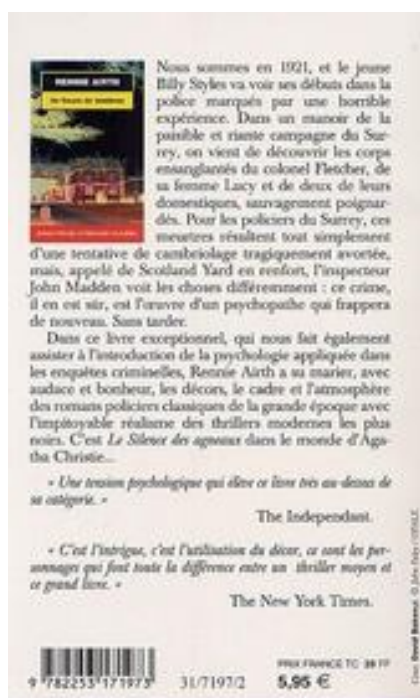 RENNIE AIRTH
Nous sommes en 1921, et le jeune
Billy Styles va voir ses débuts dans la
police marqués par une horrible
expérience. Dans un manoir de la
paisible et riante campagne du Sur-
rey, on vient de découvrir les corps
ensanglantés du colonel Fletcher, de
sa femme Lucy et de deux de leurs
domestiques, sauvagement poignar-
dés. Pour les policiers du Surrey, ces
meurtres résultent tout simplement
d'une tentative de cambriolage tragiquement avortée,
mais, appelé de Scotland Yard en renfort, l'inspecteur
John Madden voit les choses différemment : ce crime,
il en est sûr, est l'œuvre d'un psychopathe qui frappera
de nouveau. Sans tarder.
Dans ce livre exceptionnel, qui nous fait également
assister à l'introduction de la psychologie appliquée dans
les enquêtes criminelles, Rennie Airth a su marier, avec
audace et bonheur, les décors, le cadre et l'atmosphère
des romans policiers classiques de la grande époque avec
l'impitoyable réalisme des thrillers modernes les plus
noirs. C'est Le Silence des agneaux dans le monde d'Aga-
tha Christie...
« Une tension psychologique qui élève ce livre très au-dessus de
sa catégorie. »
The Independant.
« C'est l'intrigue, c'est l'utilisation du décor, ce sont les per-
sonnages qui font toute la différence entre un thriller moyen et
ce grand livre. »
The New York Times.
9 782253 171973
31/7197/2
PRIX FRANCE TC 39 FF
5,95 €